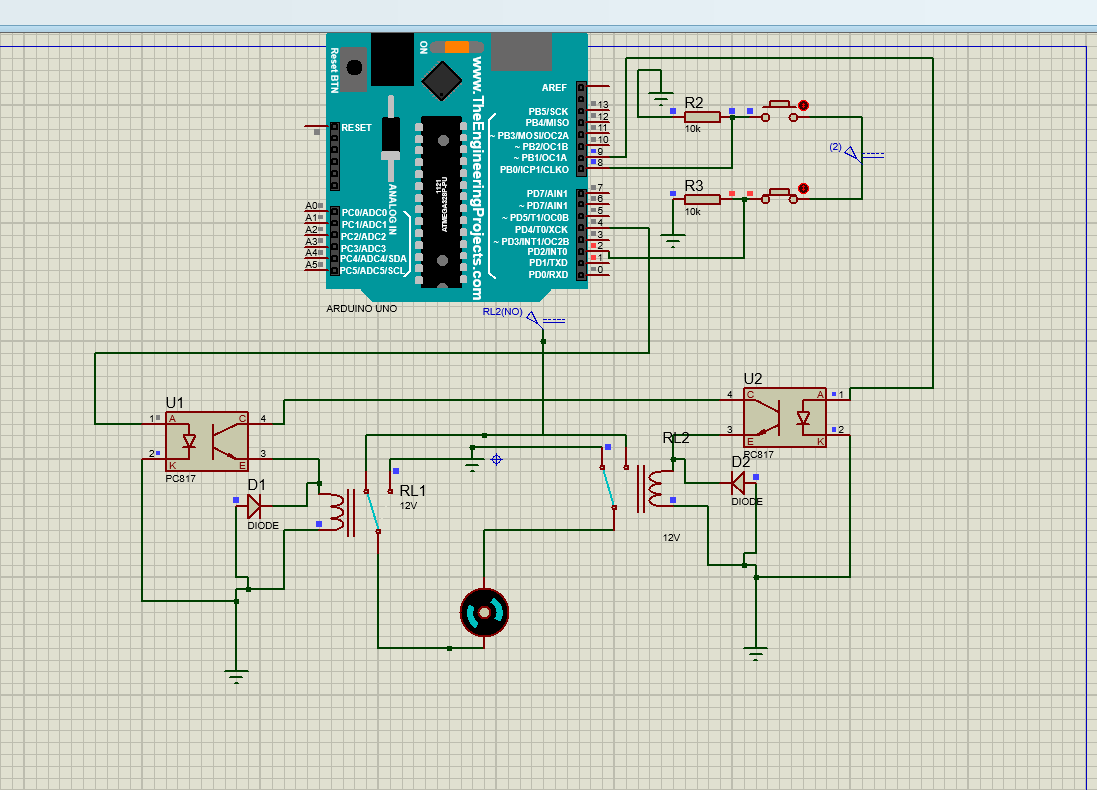 Reset BTN
ON
www.TheEngineeringProjects.com
AREF
13
PB5/SCK
12
PB4/MISO
11
~ PB3/MOSI/OC2A
10
~ PB2/OC1B
9
~ PB1/OC1A
8
PB0/ICP1/CLKO
RESET
7
PD7/AIN1
6
~ PD7/AIN1
5
~ PD5/T1/OC0B
4
PD4/T0/XCK
3
~ PD3/INT1/OC2B
2
PD2/INT0
1
PD1/TXD
0
PD0/RXD
ANALOG IN
A0
PC0/ADC0
A1
PC1/ADC1
A2
PC2/ADC2
A3
PC3/ADC3
A4
PC4/ADC4/SDA
A5
PC5/ADC5/SCL
ARDUINO UNO
R2
10k
(2)
R3
10k
RL2(NO)
U1
1
A
C
4
2
K
E
3
PC817
U2
4
C
A
1
3
E
K
2
PC817
D1
DIODE
RL1
12V
RL2
12V
D2
DIODE